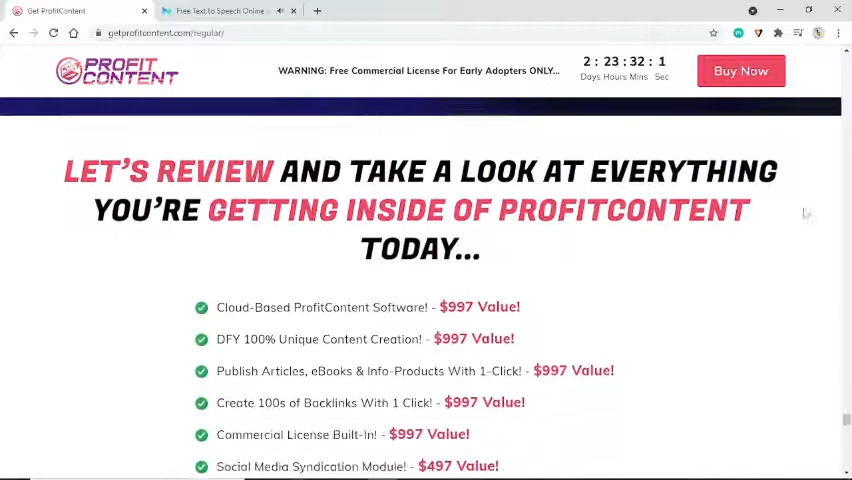 Get ProfitContent
Free Text to Speech Online
getprofitcontent.com/regular/
PROFIT
CONTENT
WARNING: Free Commercial License For Early Adopters ONLY...
2 : 23 : 32 : 1
Days Hours Mins Sec
Buy Now
LET'S REVIEW AND TAKE A LOOK AT EVERYTHING
YOU'RE GETTING INSIDE OF PROFITCONTENT
TODAY...
Cloud-Based ProfitContent Software! - $997 Value!
DFY 100% Unique Content Creation! - $997 Value!
Publish Articles, eBooks & Info-Products With 1-Click! - $997 Value!
Create 100s of Backlinks With 1 Click! - $997 Value!
Commercial License Built-In! - $997 Value!
Social Media Syndication Module! - $497 Value!